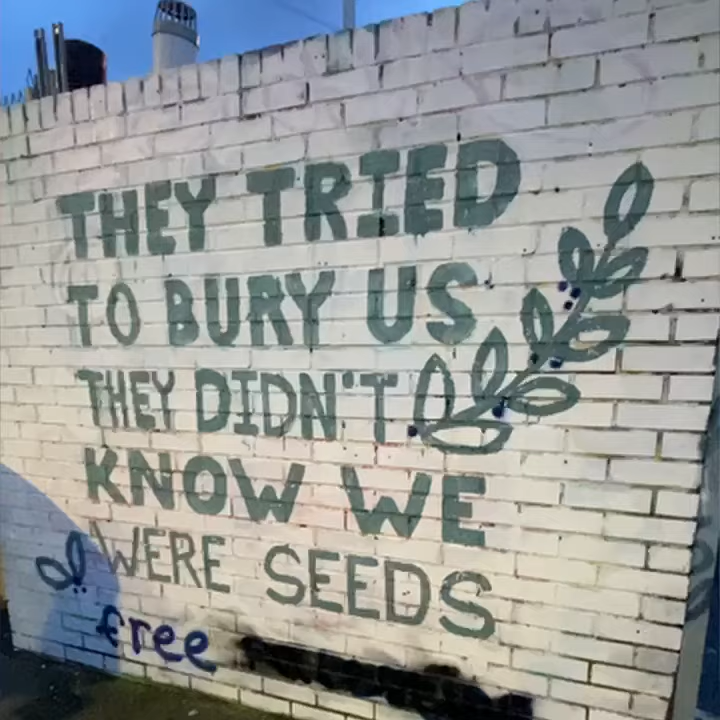 THEY TRIED
TO BURY US
THEY DIDN'T
KNOW WE
WERE SEEDS
free